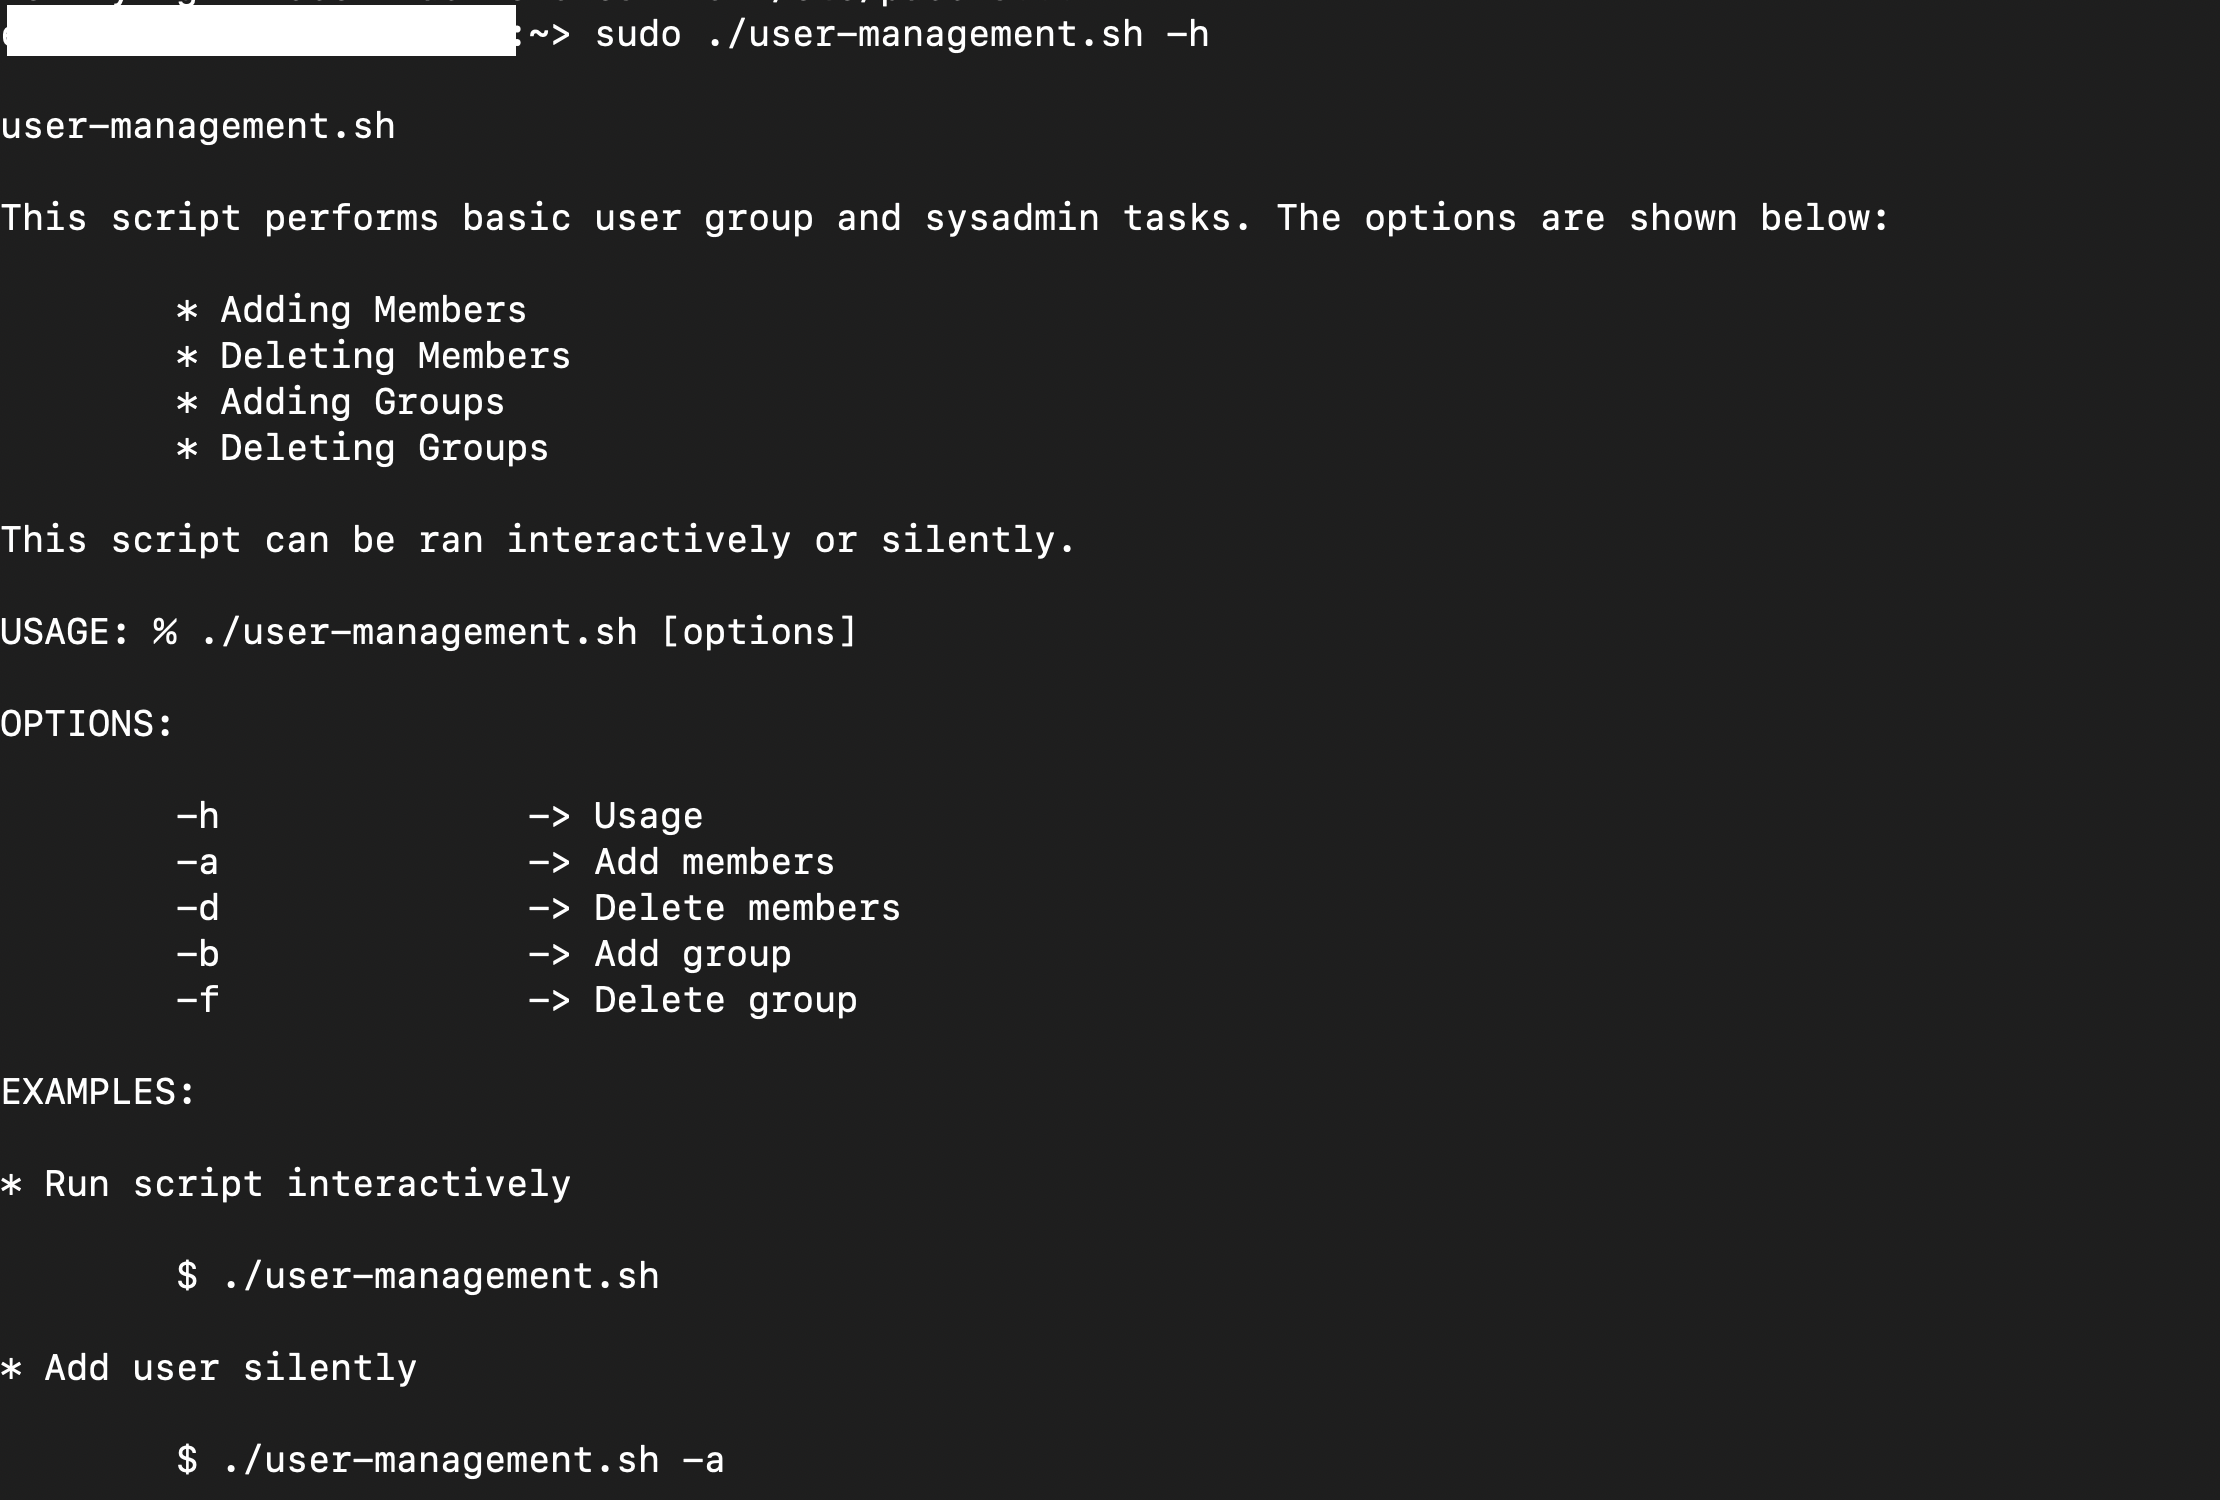 :~> sudo ./user-management.sh -h
user-management.sh
This script performs basic user group and sysadmin tasks. The options are shown below:
* Adding Members
* Deleting Members
* Adding Groups
* Deleting Groups
This script can be ran interactively or silently.
USAGE: % ./user-management.sh [options]
OPTIONS:
-h -> Usage
-a -> Add members
-d -> Delete members
-b -> Add group
-f -> Delete group
EXAMPLES:
* Run script interactively
$ ./user-management.sh
* Add user silently
$ ./user-management.sh -a